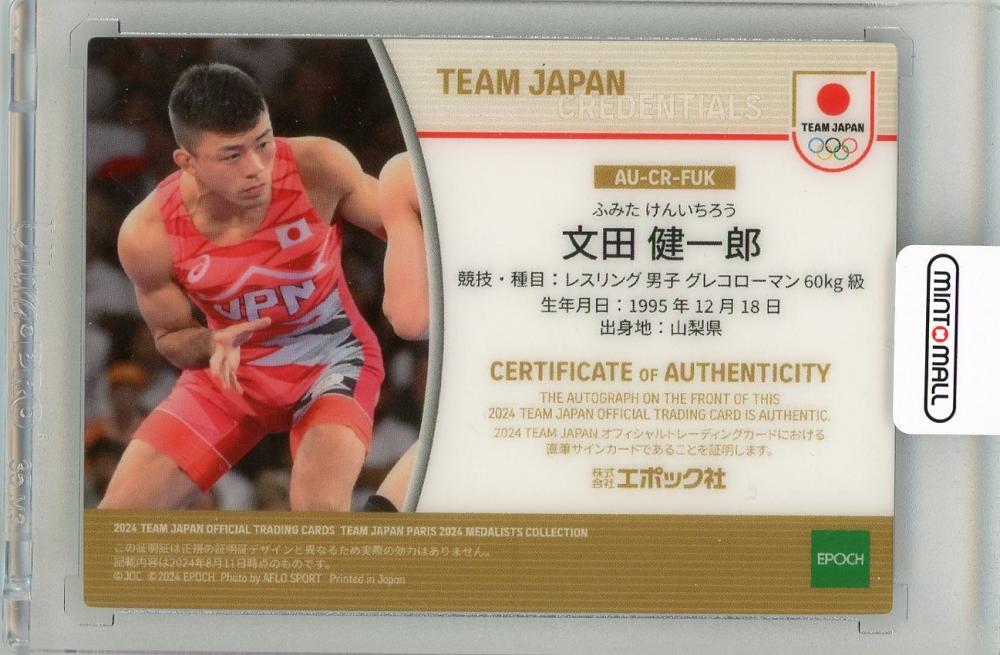 TEAM JAPAN
CREDENTIALS
TEAM JAPAN
AU-CR-FUK
ふみた けんいちろう
文田 健一郎
競技・種目：レスリング 男子 グレコローマン 60kg 級
生年月日：1995 年 12 月 18 日
出身地：山梨県
CERTIFICATE OF AUTHENTICITY
THE AUTOGRAPH ON THE FRONT OF THIS
2024 TEAM JAPAN OFFICIAL TRADING CARD IS AUTHENTIC.
2024 TEAM JAPAN オフィシャルトレーディングカードにおける
直筆サインカードであることを証明します。
株式会社 エポック社
JPN
MINT MALL
2024 TEAM JAPAN OFFICIAL TRADING CARDS TEAM JAPAN PARIS 2024 MEDALISTS COLLECTION
この証明証は正規の証明証デザインと異なるため実際の効力はありません。
記載内容は2024年8月11日時点のものです。
©JOC ©2024 EPOCH Photo by AFLO SPORT Printed in Japan
EPOCH